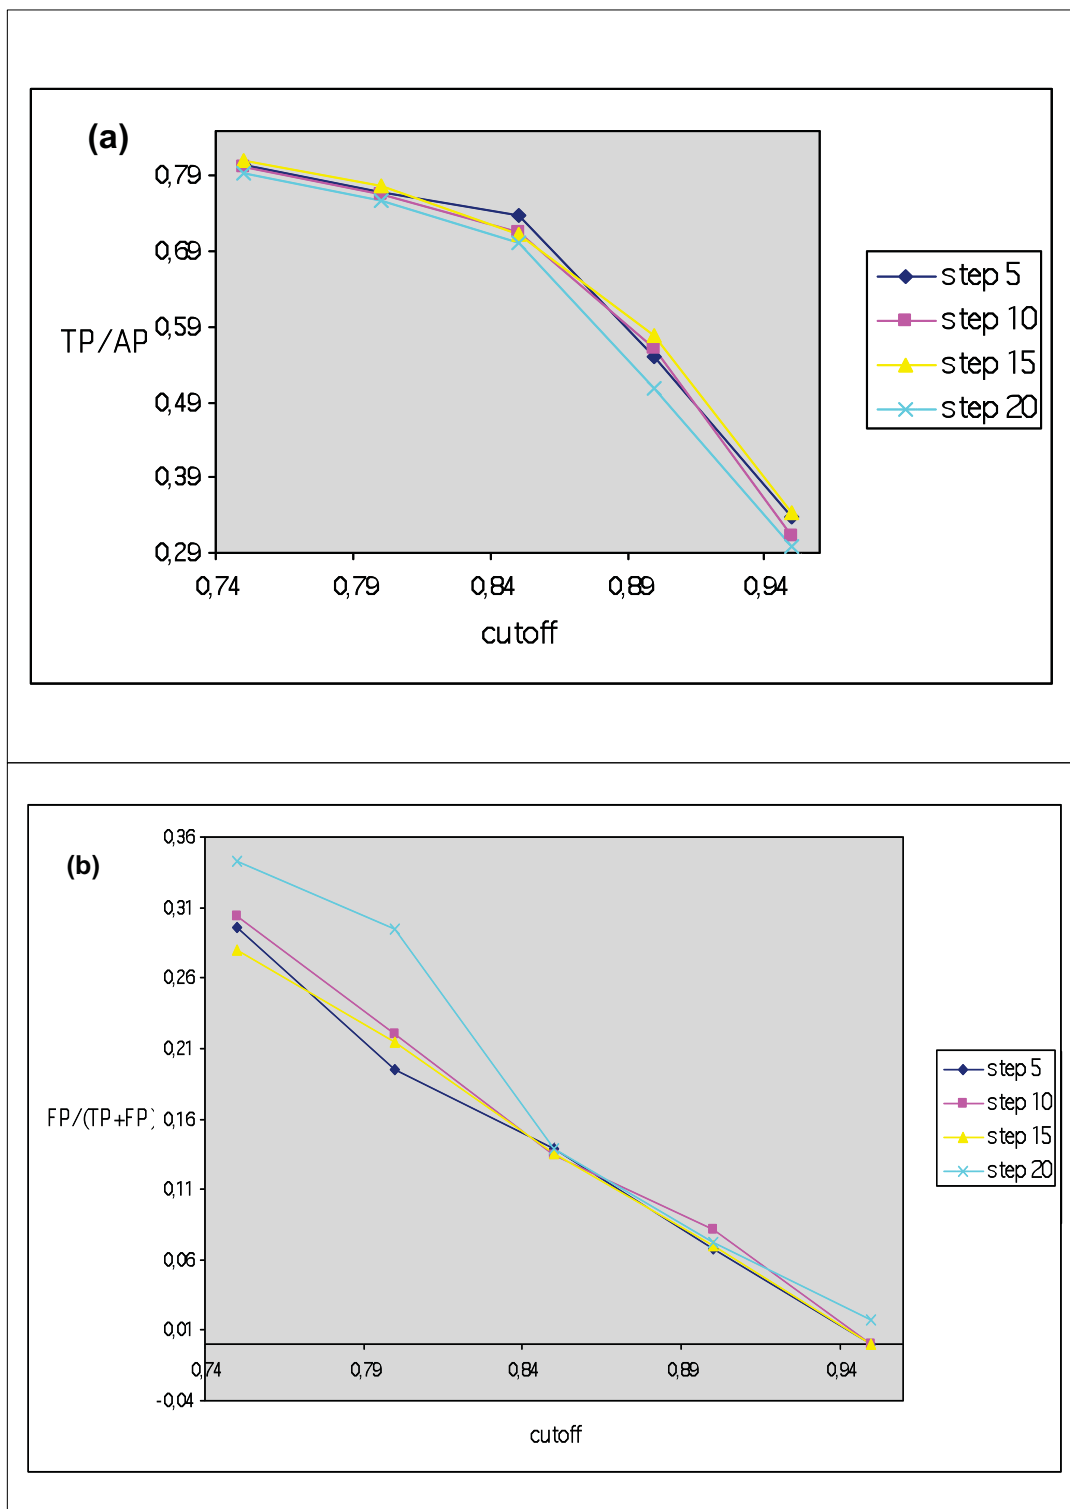 (a)
0,79
0,69
0,59
TP/AP
0,49
0,39
0,29
0,74 0,79 0,84 0,89 0,94
cutoff
step 5
step 10
step 15
step 20
(b)
0,36
0,31
0,26
0,21
0,16
FP/(TP+FP)
0,11
0,06
0,01
-0,04
0,74 0,79 0,84 0,89 0,94
cutoff
step 5
step 10
step 15
step 20